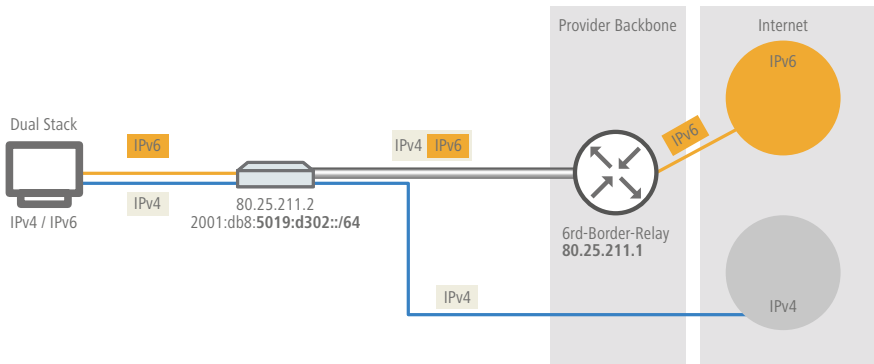 Provider Backbone
Internet
IPv6
Dual Stack
IPv6
IPv4 IPv6
IPv6
IPv4
IPv4 / IPv6
80.25.211.2
2001:db8:5019:d302::/64
6rd-Border-Relay
80.25.211.1
IPv4
IPv4